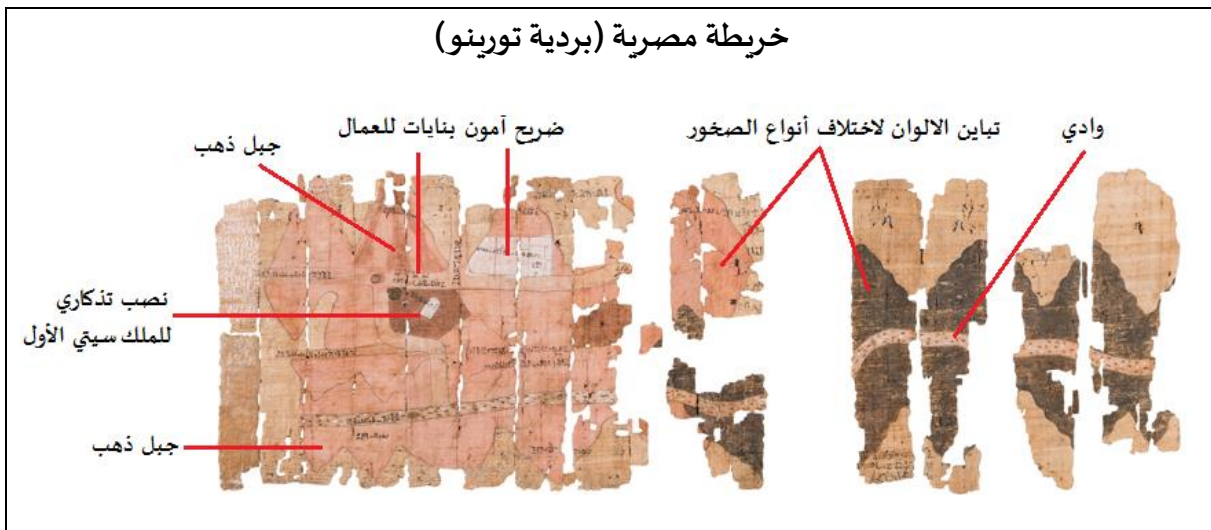 خريطة مصرية (بردية تورينو)
ضريح آمون بنايات للعمال
تباين الالوان لاختلاف أنواع الصخور
وادي
جبل ذهب
نصب تذكاري
للملك سيتي الأول
جبل ذهب